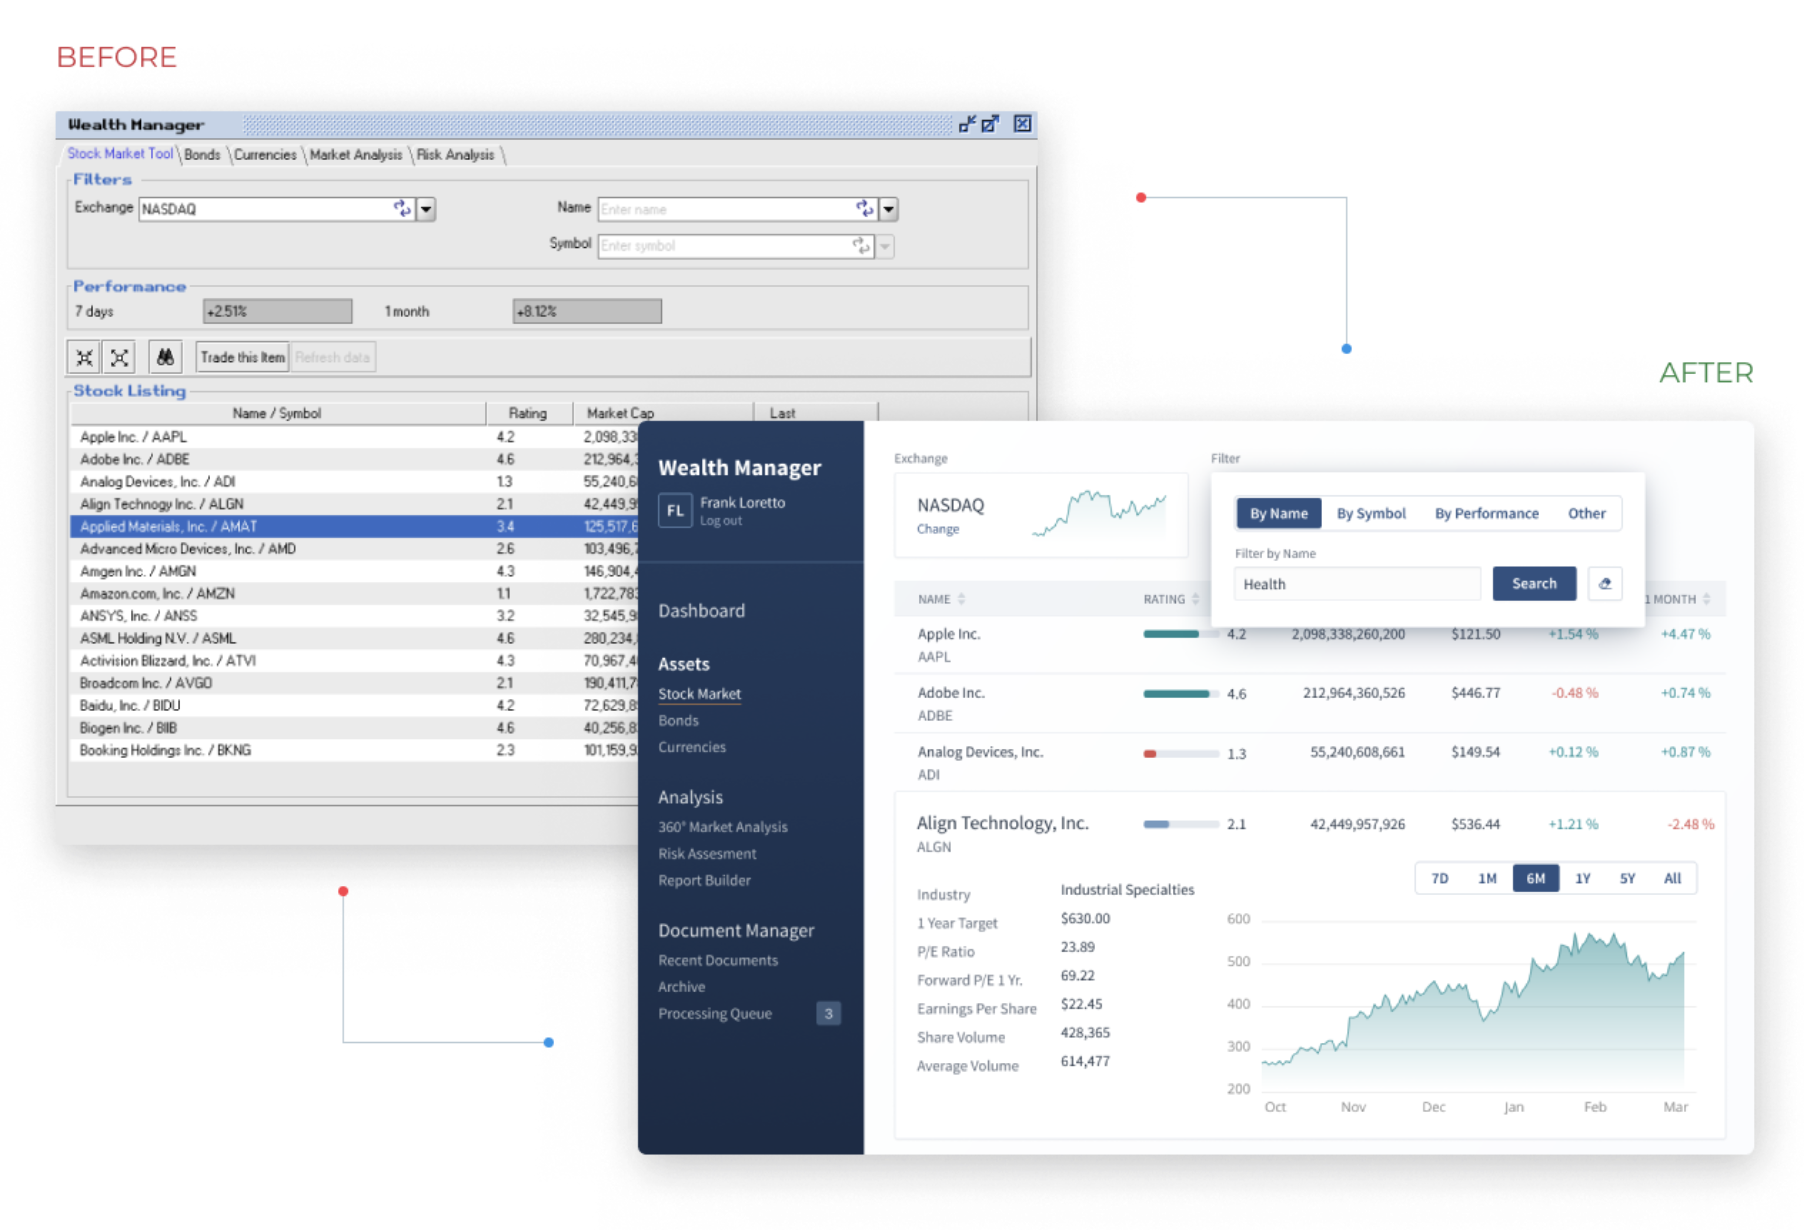 BEFORE
Wealth Manager
Stock Market Tool Bonds Currencies Market Analysis Risk Analysis
Filters
Exchange NASDAQ Name Enter name
Symbol Enter symbol
Performance
7 days +2.51% 1 month +8.12%
Trade this Item Refresh data
Stock Listing
Name / Symbol Rating Market Cap Last
Apple Inc. / AAPL 4.2 2,098,33
Adobe Inc. / ADBE 4.6 212,964,
Analog Devices, Inc. / ADI 1.3 55,240,6
Align Technogy Inc. / ALGN 2.1 42,449,9
Applied Materials, Inc. / AMAT 3.4 125,517,6
Advanced Micro Devices, Inc. / AMD 2.6 103,496,
Amgen Inc. / AMGN 4.3 146,904,
Amazon.com, Inc. / AMZN 1.1 1,722,783
ANSYS, Inc. / ANSS 3.2 32,545,9
ASML Holding N.V. / ASML 4.6 280,234,
Activision Blizzard, Inc. / ATVI 4.3 70,967,4
Broadcom Inc. / AVGO 2.1 190,411,7
Baidu, Inc. / BIDU 4.2 72,629,8
Biogen Inc. / BIIB 4.6 40,256,8
Booking Holdings Inc. / BKNG 2.3 101,159,9
AFTER
Wealth Manager
FL Frank Loretto
Log out
Dashboard
Assets
Stock Market
Bonds
Currencies
Analysis
360° Market Analysis
Risk Assesment
Report Builder
Document Manager
Recent Documents
Archive
Processing Queue 3
Exchange
NASDAQ
Change
Filter
By Name By Symbol By Performance Other
Filter by Name
Health Search
NAME RATING 1 MONTH
Apple Inc. 4.2 2,098,338,260,200 $121.50 +1.54 % +4.47 %
AAPL
Adobe Inc. 4.6 212,964,360,526 $446.77 -0.48 % +0.74 %
ADBE
Analog Devices, Inc. 1.3 55,240,608,661 $149.54 +0.12 % +0.87 %
ADI
Align Technology, Inc. 2.1 42,449,957,926 $536.44 +1.21 % -2.48 %
ALGN
Industry Industrial Specialties
1 Year Target $630.00
P/E Ratio 23.89
Forward P/E 1 Yr. 69.22
Earnings Per Share $22.45
Share Volume 428,365
Average Volume 614,477
7D 1M 6M 1Y 5Y All
600
500
400
300
200
Oct Nov Dec Jan Feb Mar